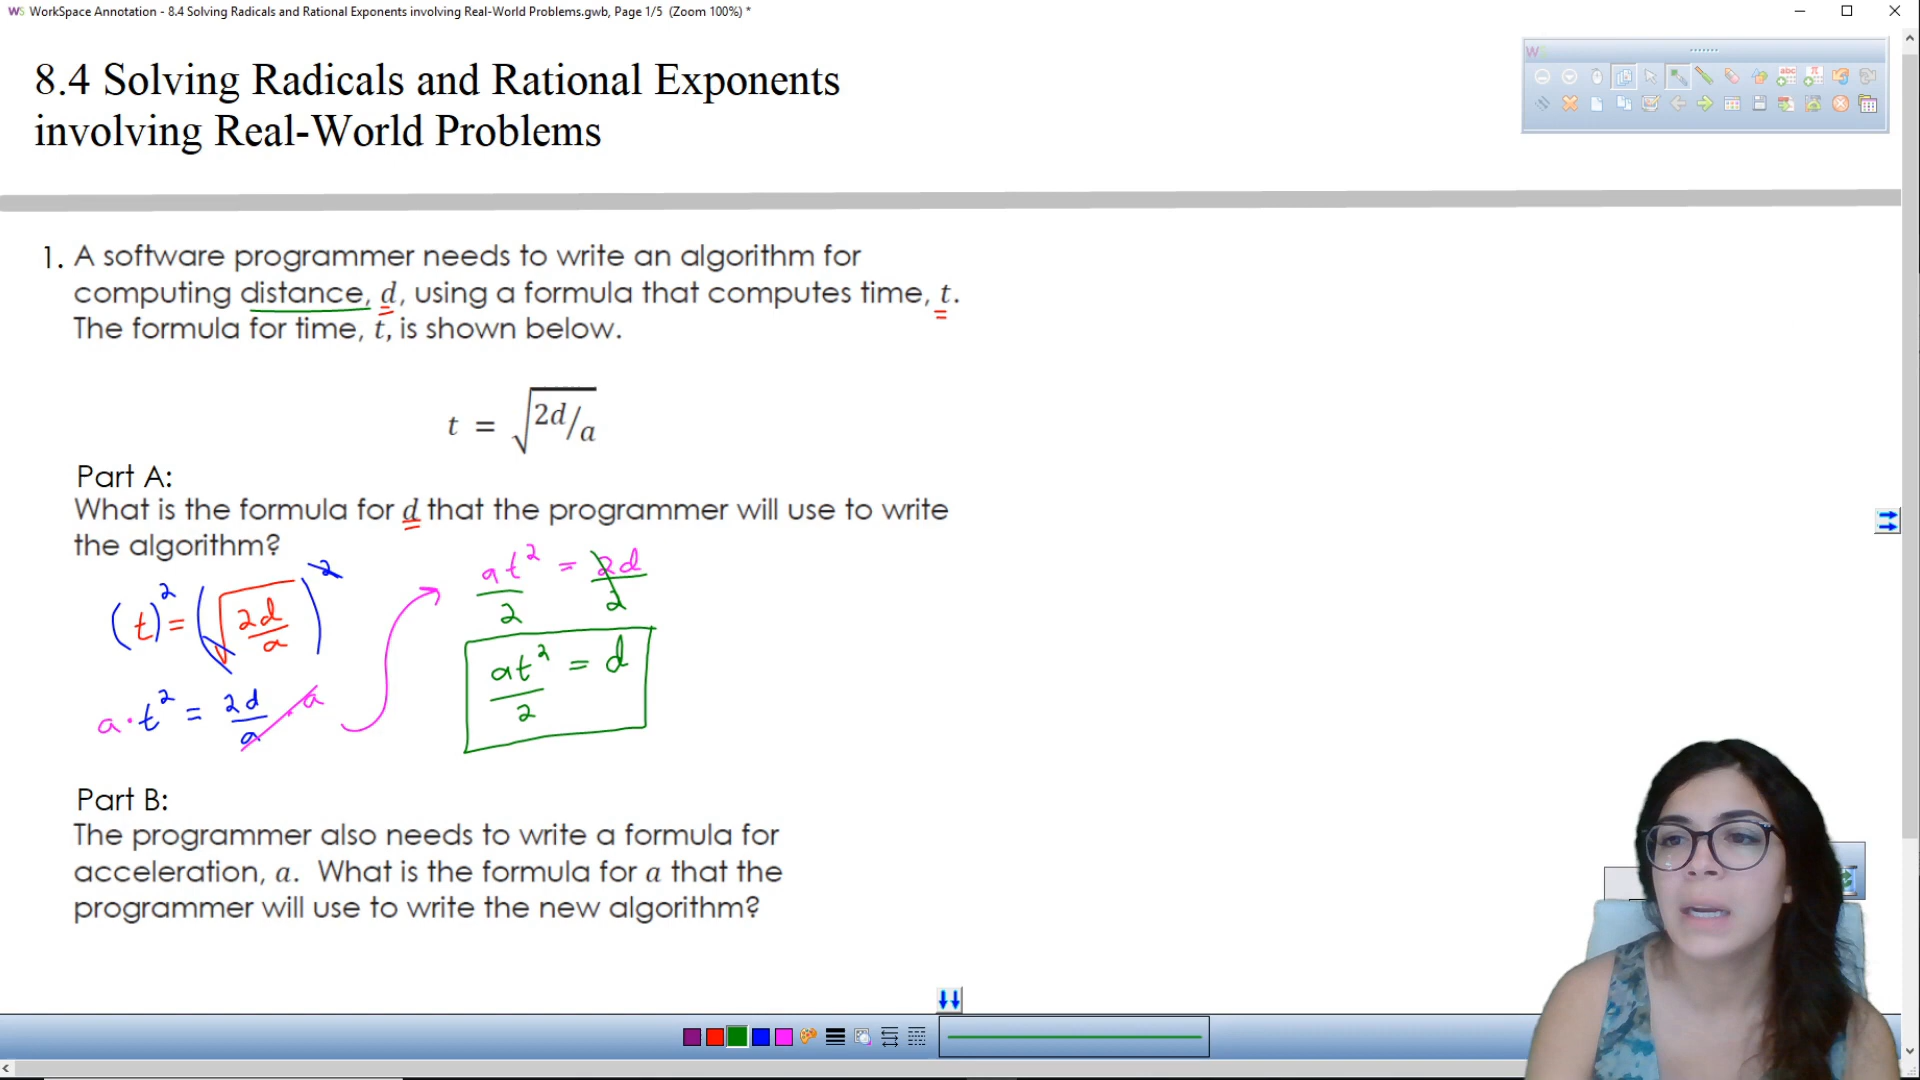 WS WorkSpace Annotation - 8.4 Solving Radicals and Rational Exponents involving Real-World Problems.gwb, Page 1/5 (Zoom 100%) *
8.4 Solving Radicals and Rational Exponents
involving Real-World Problems
1. A software programmer needs to write an algorithm for
computing distance, d, using a formula that computes time, t.
The formula for time, t, is shown below.
t = √2d/a
Part A:
What is the formula for d that the programmer will use to write
the algorithm?
(t)² = (√2d/a)²
a · t² = 2d/a · a
at²/2 = 2d/2
at²/2 = d
Part B:
The programmer also needs to write a formula for
acceleration, a. What is the formula for a that the
programmer will use to write the new algorithm?